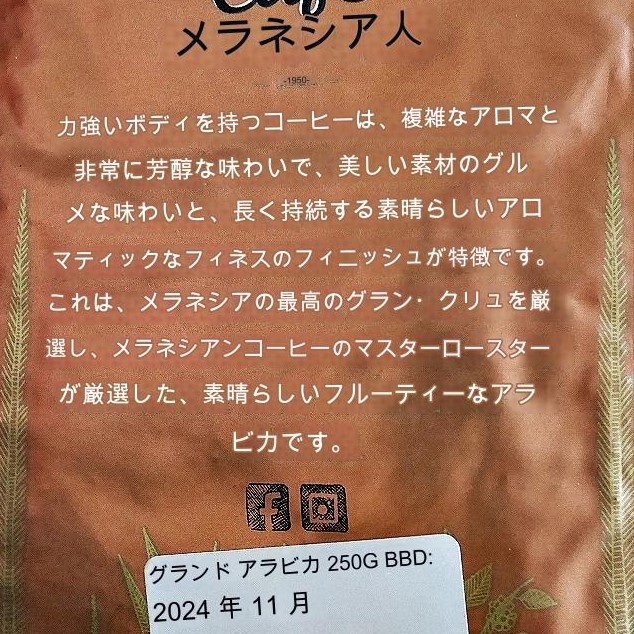 メラネシア人
-1950-
力強いボディを持つコーヒーは、複雑なアロマと
非常に芳醇な味わいで、美しい素材のグル
メな味わいと、長く持続する素晴らしいアロ
マティックなフィネスのフィニッシュが特徴です。
これは、メラネシアの最高のグラン・クリュを厳
選し、メラネシアンコーヒーのマスターロースター
が厳選した、素晴らしいフルーティーなアラ
ビカです。
グランド アラビカ 250G BBD:
2024 年 11 月